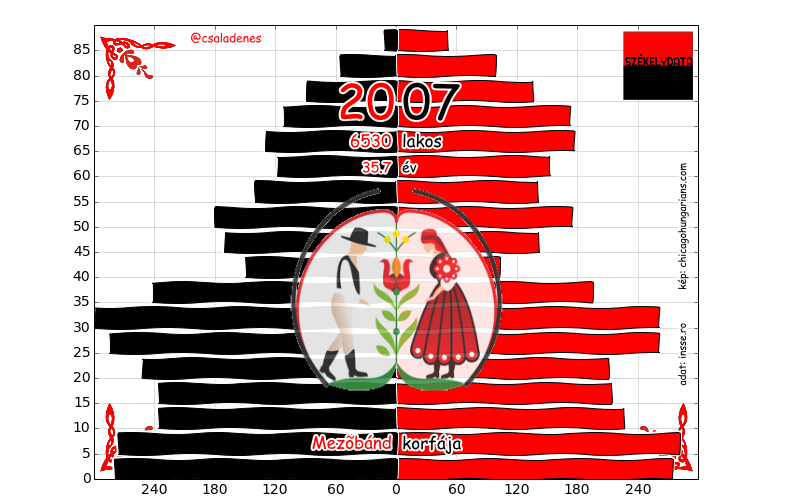 @csaladenes
SZÉKELYDATA
2007
6530 lakos
35.7 év
kép: chicagohungarians.com
adat: insse.ro
Mezõbánd korfája
85
80
75
70
65
60
55
50
45
40
35
30
25
20
15
10
5
0
240 180 120 60 0 60 120 180 240